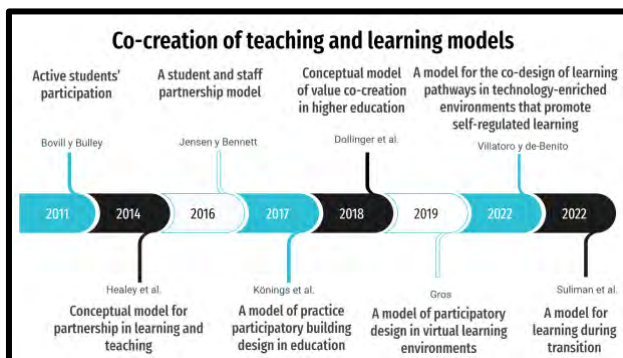 Co-creation of teaching and learning models
Active students'
participation
Bovill y Bulley
A student and staff
partnership model
Jensen y Bennett
Conceptual model
of value co-creation
in higher education
Dollinger et al.
A model for the co-design of learning
pathways in technology-enriched
environments that promote
self-regulated learning
Villatoro y de-Benito
2011
2014
2016
2017
2018
2019
2022
2022
Healey et al.
Conceptual model for
partnership in learning and
teaching
Könings et al.
A model of practice
participatory building
design in education
Gros
A model of participatory
design in virtual learning
environments
Suliman et al.
A model for
learning during
transition